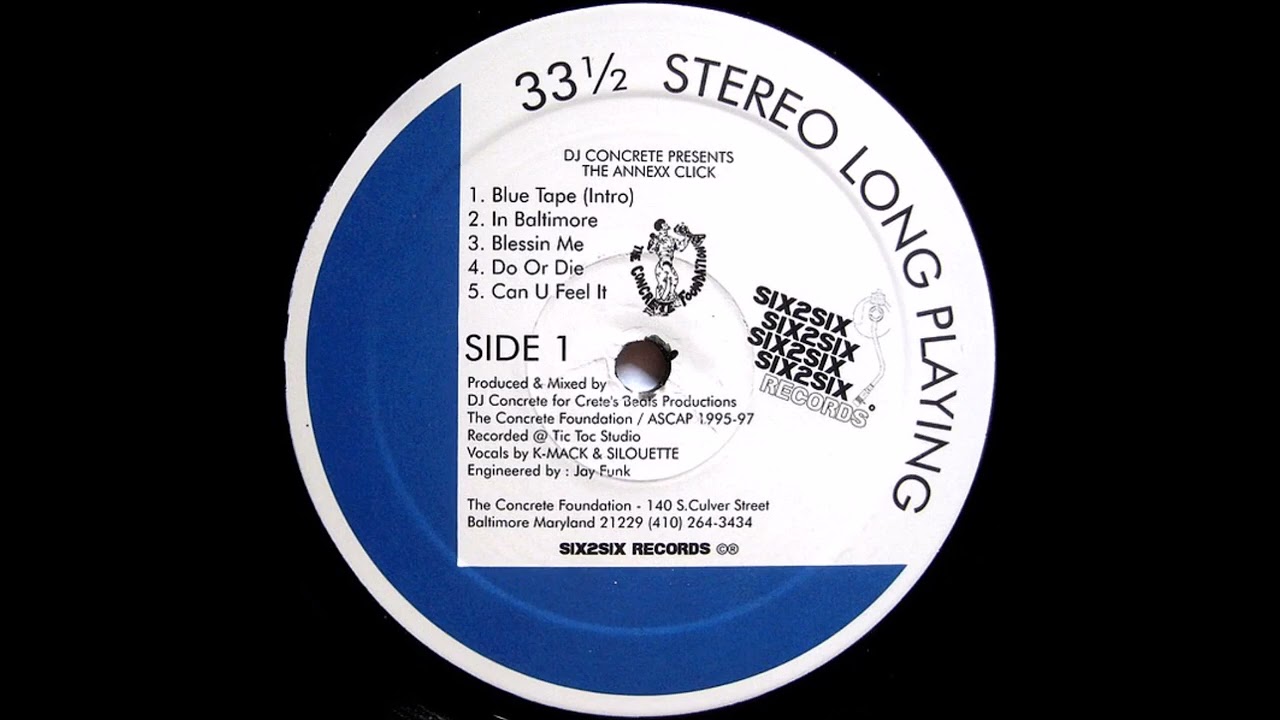 33½ STEREO LONG PLAYING
DJ CONCRETE PRESENTS
THE ANNEXX CLICK
1. Blue Tape (Intro)
2. In Baltimore
3. Blessin Me
4. Do Or Die
5. Can U Feel It
THE CONCRETE FOUNDATION
SIX2SIX
SIX2SIX
SIX2SIX
SIX2SIX
RECORDS
SIDE 1
Produced & Mixed by
DJ Concrete for Crete's Beats Productions
The Concrete Foundation / ASCAP 1995-97
Recorded @ Tic Toc Studio
Vocals by K-MACK & SILOUETTE
Engineered by : Jay Funk
The Concrete Foundation - 140 S.Culver Street
Baltimore Maryland 21229 (410) 264-3434
SIX2SIX RECORDS ©®